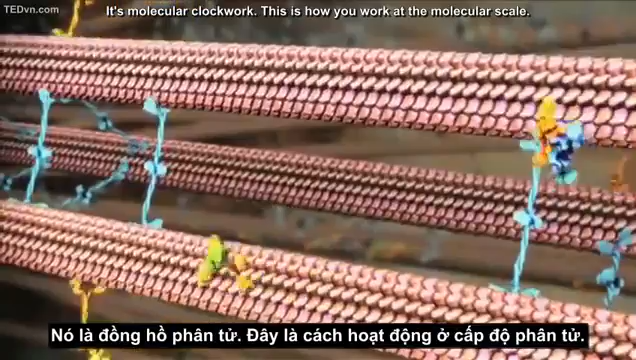 TEDvn.com
It's molecular clockwork. This is how you work at the molecular scale.
Nó là đồng hồ phân tử. Đây là cách hoạt động ở cấp độ phân tử.